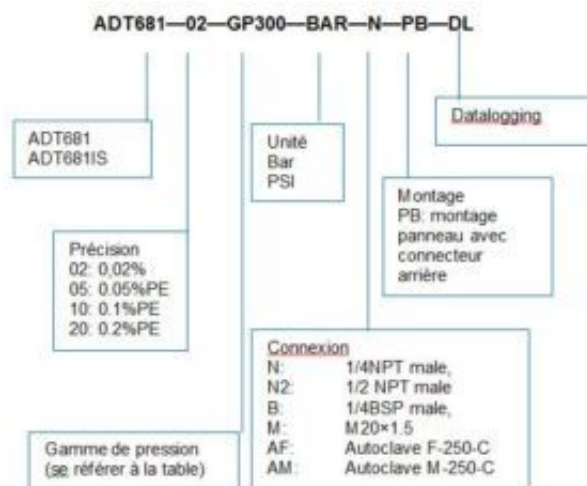 ADT681—02—GP300—BAR—N—PB—DL
Datalogging
ADT681
ADT681IS
Unité
Bar
PSI
Montage
PB: montage
panneau avec
connecteur
arrière
Précision
02: 0,02%
05: 0.05%PE
10: 0.1%PE
20: 0.2%PE
Connexion
N: 1/4NPT male,
N2: 1/2 NPT male
B: 1/4BSP male,
M: M20×1.5
AF: Autoclave F-250-C
AM: Autoclave M-250-C
Gamme de pression
(se référer à la table)